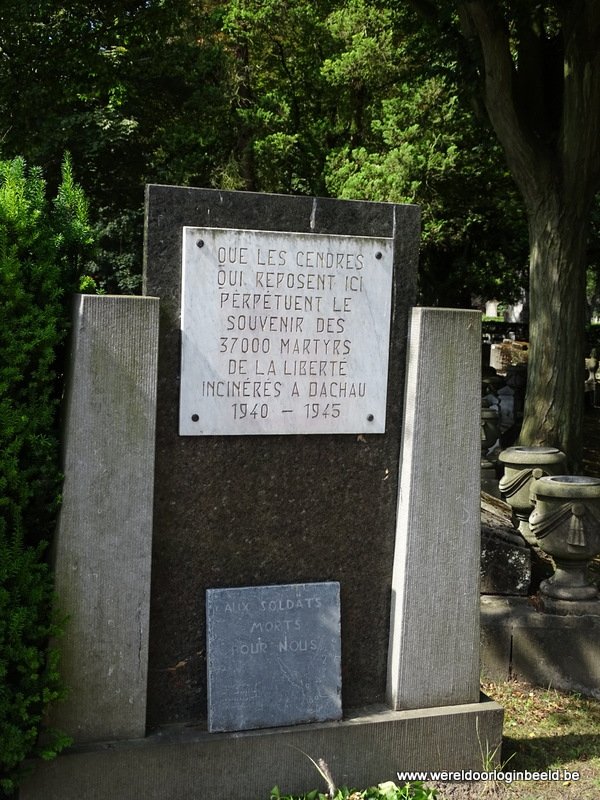 QUE LES CENDRES
QUI REPOSENT ICI
PERPÉTUENT LE
SOUVENIR DES
37000 MARTYRS
DE LA LIBERTÉ
INCINÉRÉS A DACHAU
1940 - 1945
AUX SOLDATS
MORTS
POUR NOUS
www.wereldoorloginbeeld.be